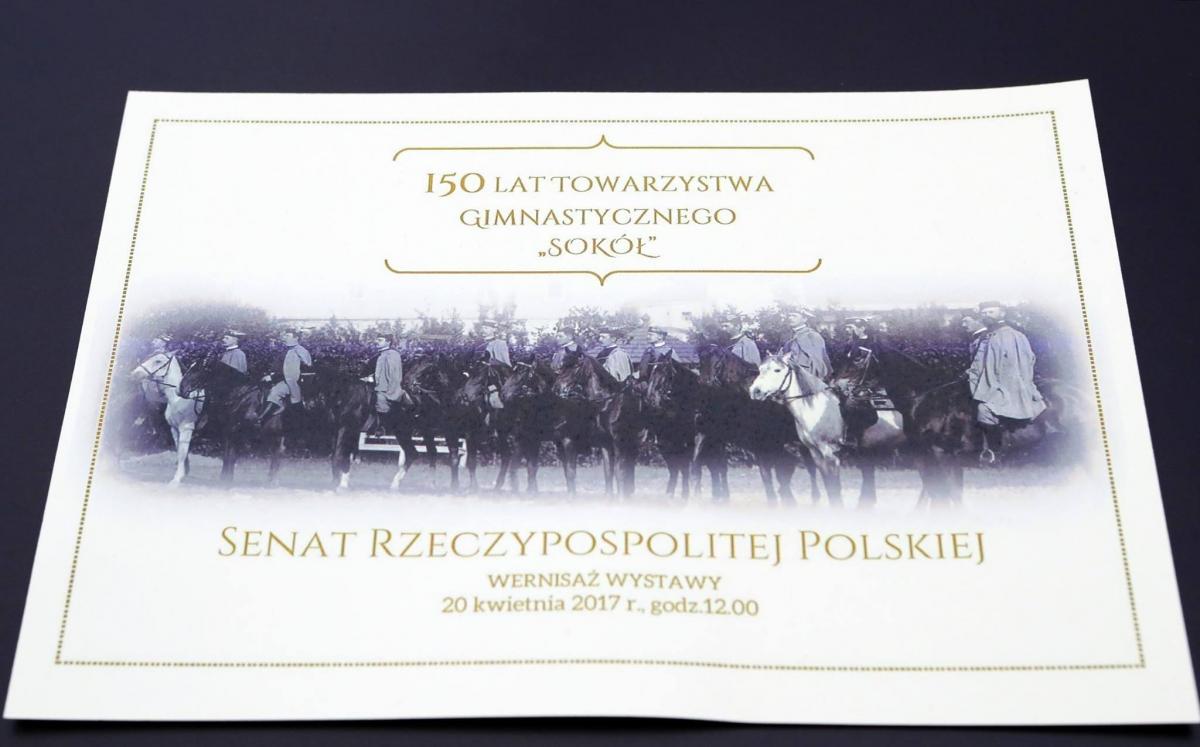 150 LAT TOWARZYSTWA
GIMNASTYCZNEGO
„SOKÓŁ”
SENAT RZECZYPOSPOLITEJ POLSKIEJ
WERNISAŻ WYSTAWY
20 kwietnia 2017 r., godz.12.00